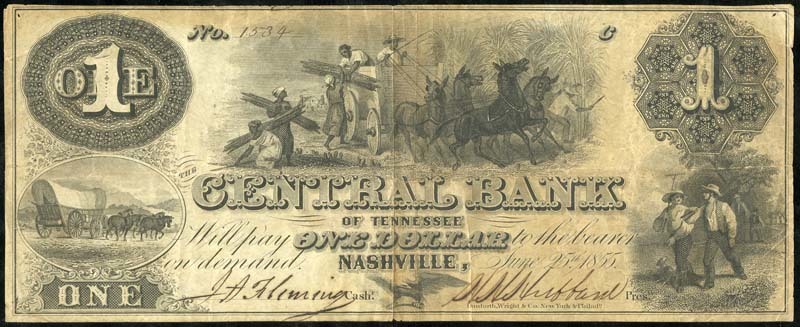 No. 1534 C
ONE 1
1
THE
CENTRAL BANK
OF TENNESSEE
Will pay ONE DOLLAR to the bearer
on demand. NASHVILLE, June 25th 1855.
ONE
J A Fleming Cash! Pres
Danforth, Wright & Co. New York & Philada